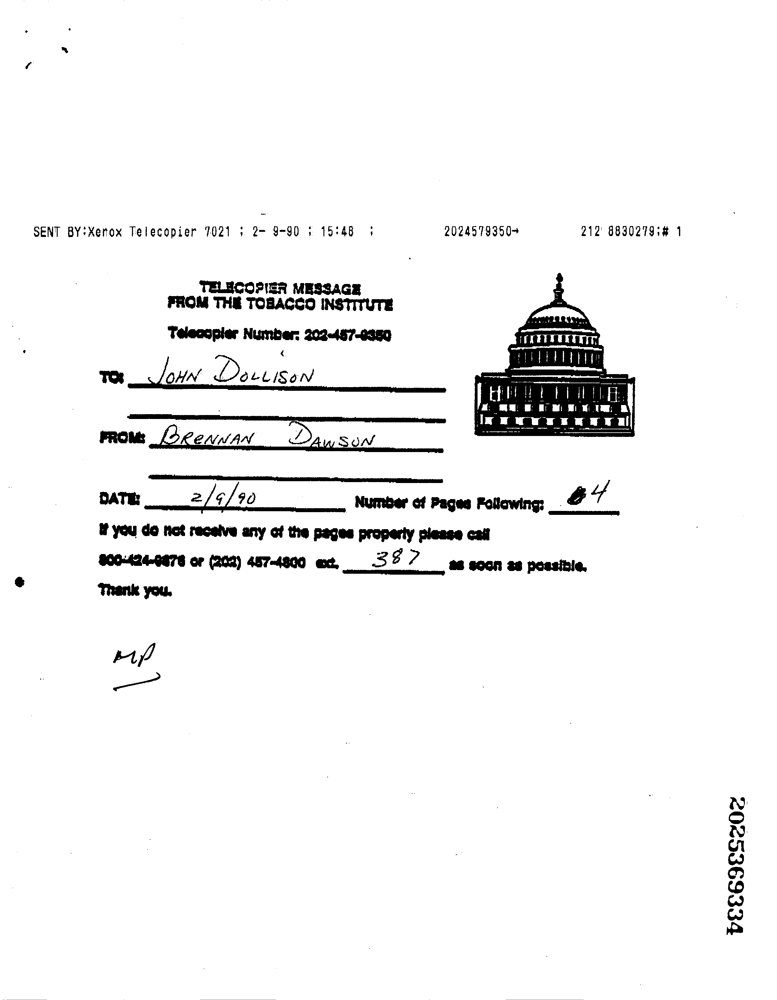 SENT BY:Xerox Telecopier 7021 ; 2- 9-90 ; 15:48 ; 2024579350→ 212 8830279;# 1
TELECOPIER MESSAGE
FROM THE TOBACCO INSTITUTE
Telecopier Number: 202-457-9350
TO: JOHN DOLLISON
FROM: BRENNAN DAWSON
DATE: 2/9/90 Number of Pages Following: 4
If you do not receive any of the pages properly please call
800-424-9876 or (202) 457-4800 ext. 387 as soon as possible.
Thank you.
MP
2025369334